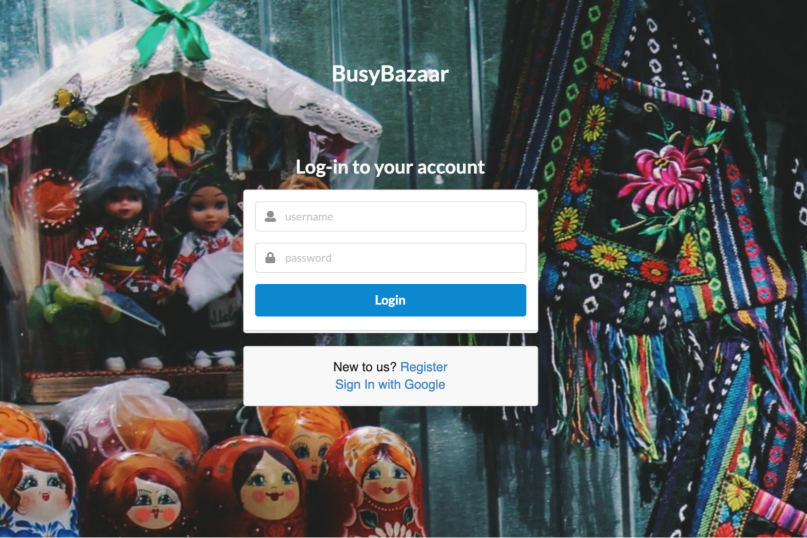 BusyBazaar
Log-in to your account
username
password
Login
New to us? Register
Sign In with Google